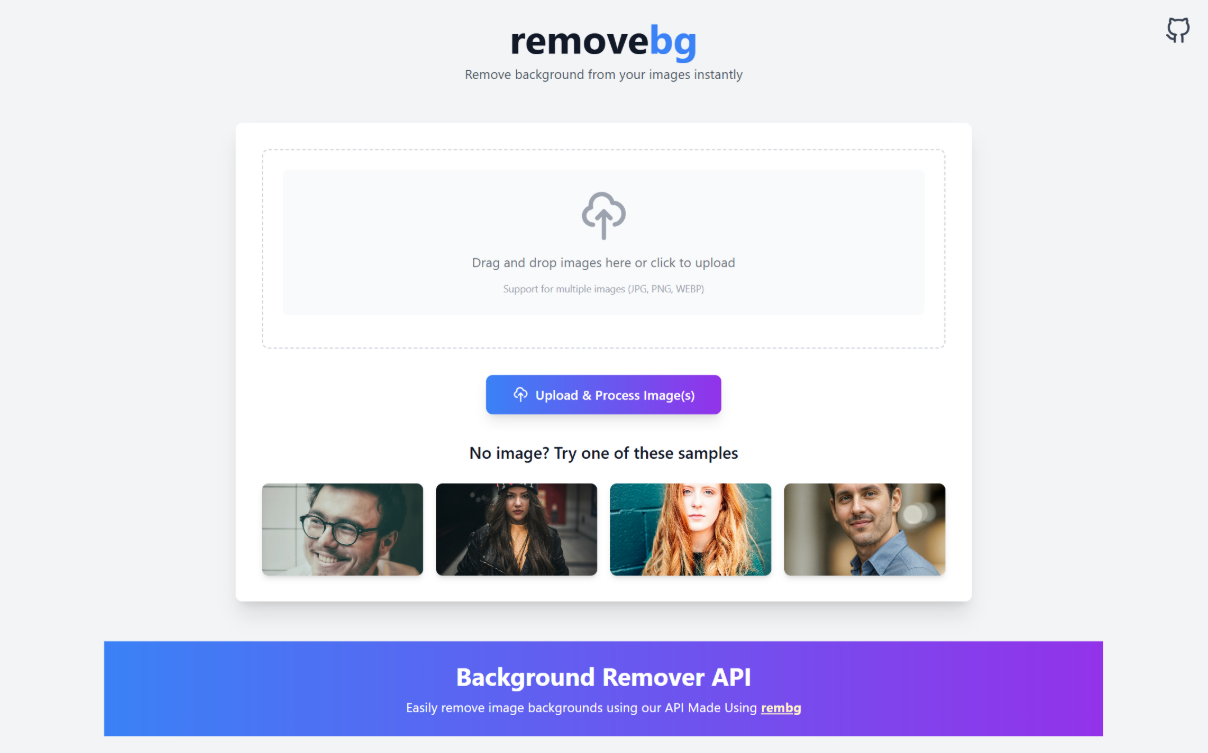 removebg
Remove background from your images instantly
Drag and drop images here or click to upload
Support for multiple images (JPG, PNG, WEBP)
Upload & Process Image(s)
No image? Try one of these samples
Background Remover API
Easily remove image backgrounds using our API Made Using rembg